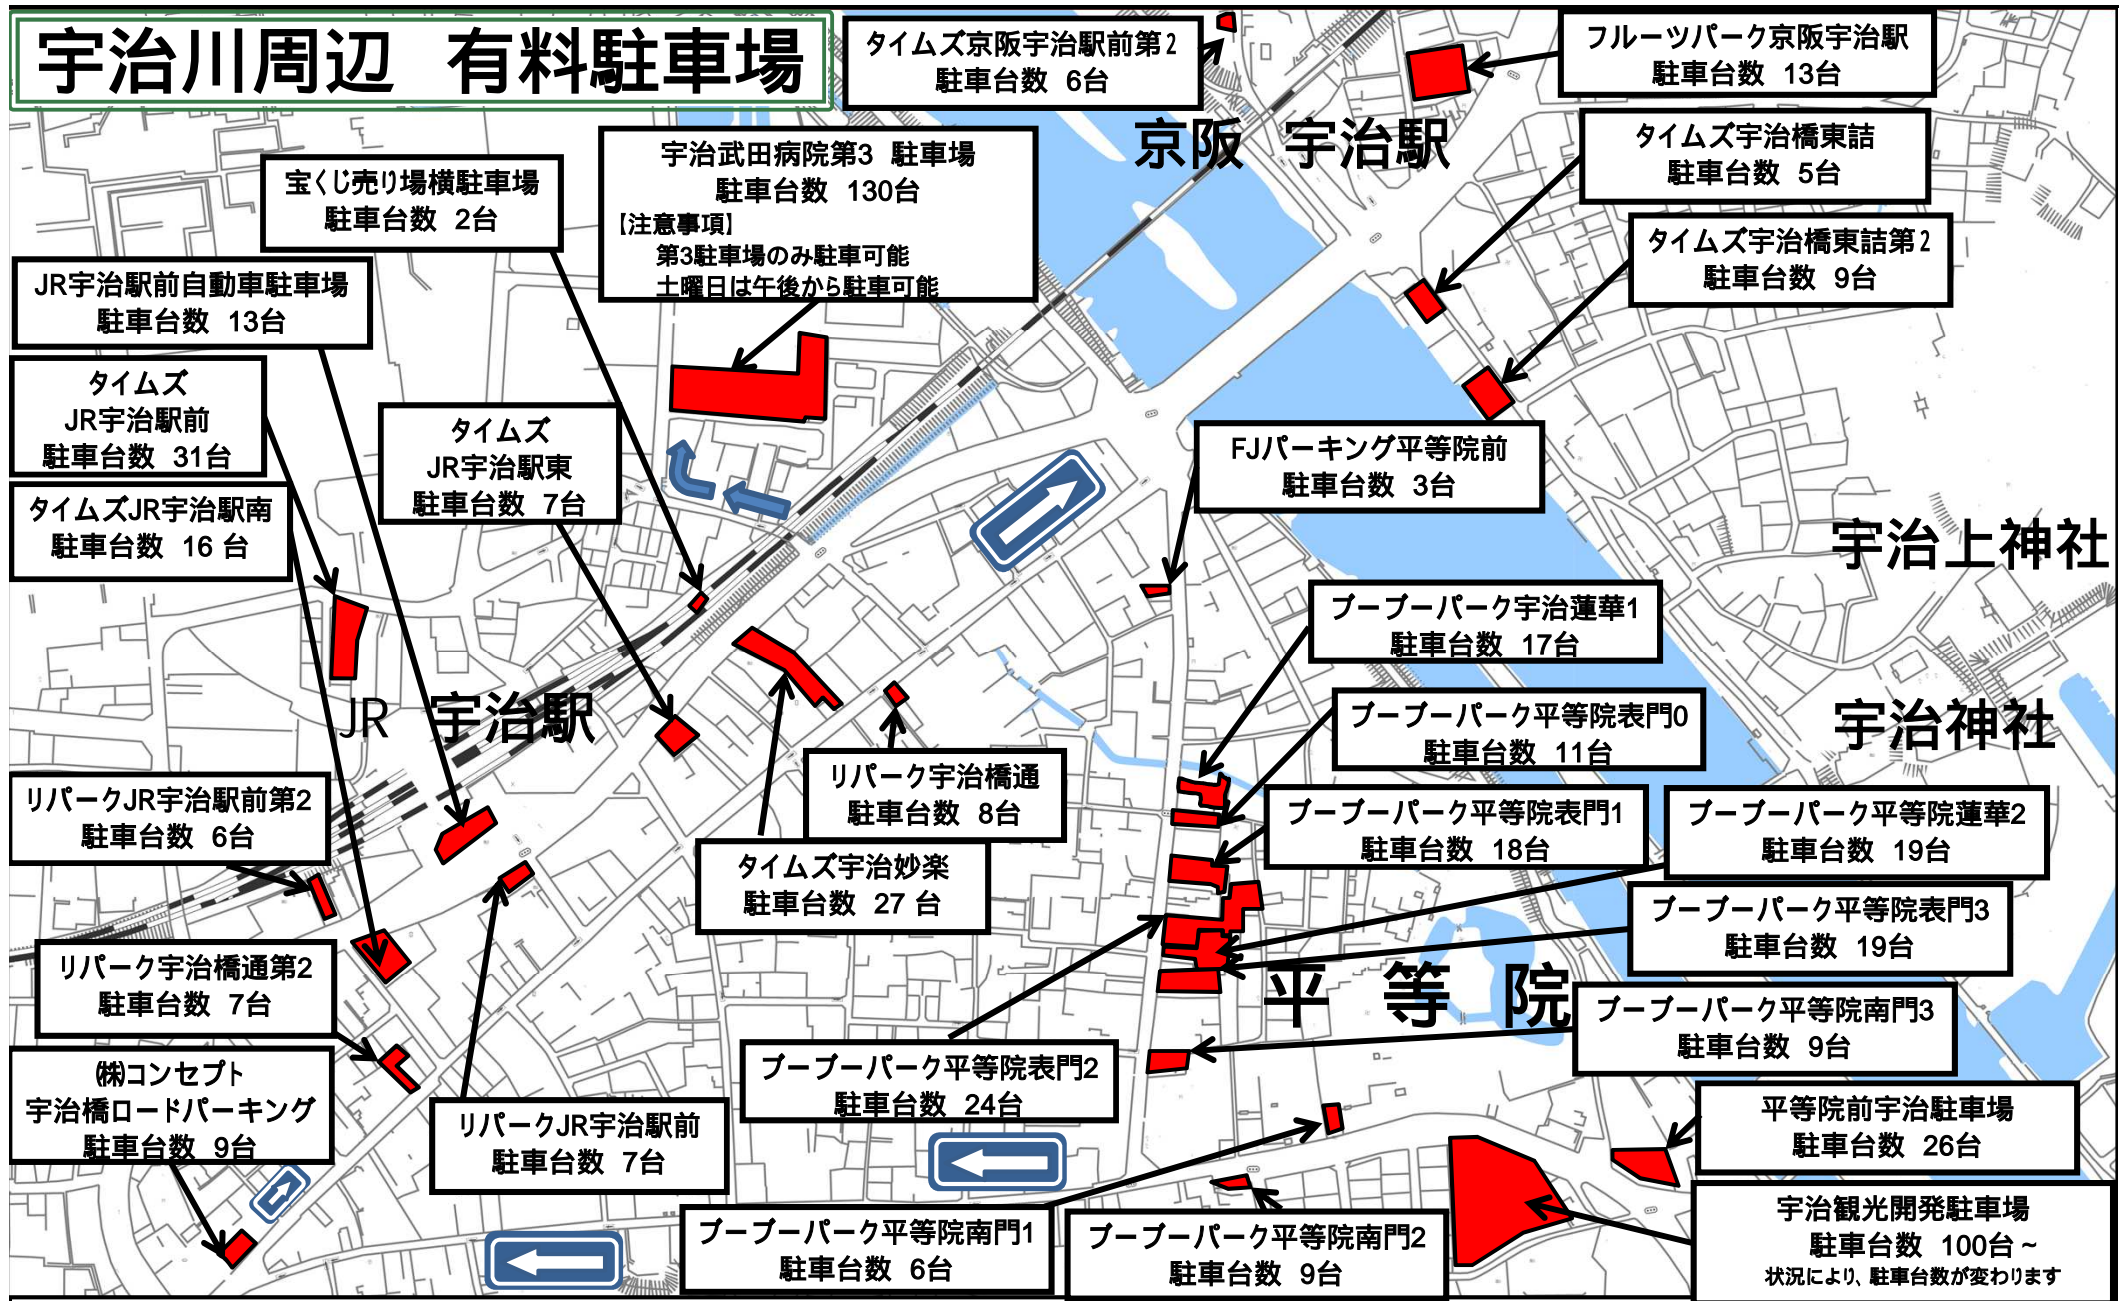 宇治川周辺　有料駐車場
タイムズ京阪宇治駅前第2
駐車台数 6台
フルーツパーク京阪宇治駅
駐車台数 13台
京阪 宇治駅
タイムズ宇治橋東詰
駐車台数 5台
宇治武田病院第3 駐車場
駐車台数 130台
【注意事項】
第3駐車場のみ駐車可能
土曜日は午後から駐車可能
宝くじ売り場横駐車場
駐車台数 2台
タイムズ宇治橋東詰第2
駐車台数 9台
JR宇治駅前自動車駐車場
駐車台数 13台
タイムズ
JR宇治駅前
駐車台数 31台
タイムズ
JR宇治駅東
駐車台数 7台
FJパーキング平等院前
駐車台数 3台
タイムズJR宇治駅南
駐車台数 16 台
宇治上神社
ブーブーパーク宇治蓮華1
駐車台数 17台
JR 宇治駅
ブーブーパーク平等院表門0
駐車台数 11台
宇治神社
リパーク宇治橋通
駐車台数 8台
リパークJR宇治駅前第2
駐車台数 6台
ブーブーパーク平等院表門1
駐車台数 18台
ブーブーパーク平等院蓮華2
駐車台数 19台
タイムズ宇治妙楽
駐車台数 27 台
ブーブーパーク平等院表門3
駐車台数 19台
リパーク宇治橋通第2
駐車台数 7台
平 等 院
ブーブーパーク平等院南門3
駐車台数 9台
ブーブーパーク平等院表門2
駐車台数 24台
㈱コンセプト
宇治橋ロードパーキング
駐車台数 9台
リパークJR宇治駅前
駐車台数 7台
平等院前宇治駐車場
駐車台数 26台
ブーブーパーク平等院南門1
駐車台数 6台
ブーブーパーク平等院南門2
駐車台数 9台
宇治観光開発駐車場
駐車台数 100台～
状況により、駐車台数が変わります